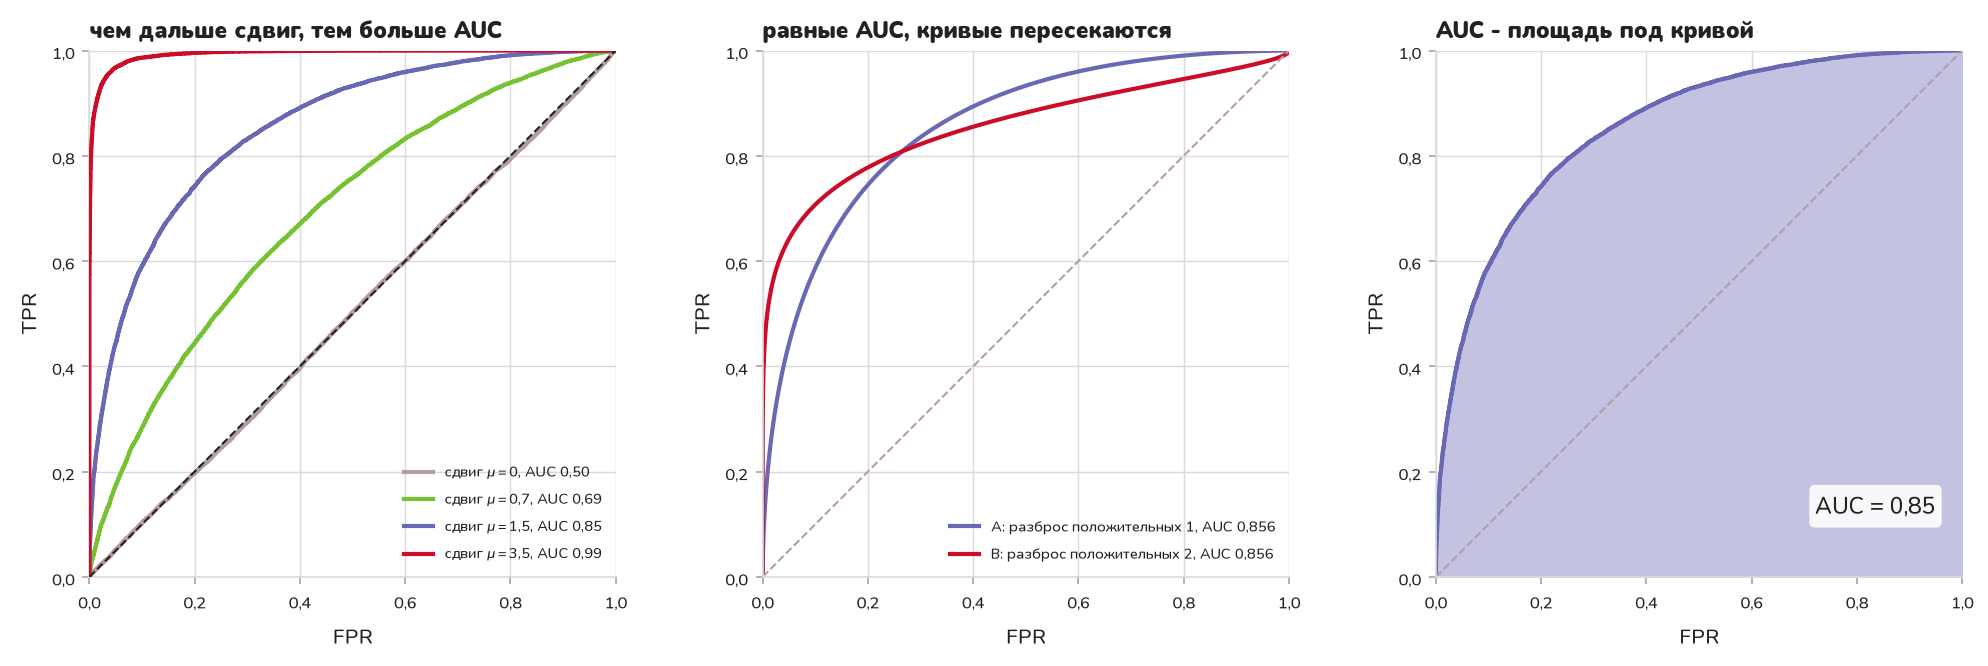 чем дальше сдвиг, тем больше AUC
1,0
0,8
0,6
0,4
0,2
0,0
TPR
0,0 0,2 0,4 0,6 0,8 1,0
FPR
сдвиг μ = 0, AUC 0,50
сдвиг μ = 0,7, AUC 0,69
сдвиг μ = 1,5, AUC 0,85
сдвиг μ = 3,5, AUC 0,99
равные AUC, кривые пересекаются
1,0
0,8
0,6
0,4
0,2
0,0
TPR
0,0 0,2 0,4 0,6 0,8 1,0
FPR
A: разброс положительных 1, AUC 0,856
B: разброс положительных 2, AUC 0,856
AUC - площадь под кривой
1,0
0,8
0,6
0,4
0,2
0,0
TPR
0,0 0,2 0,4 0,6 0,8 1,0
FPR
AUC = 0,85